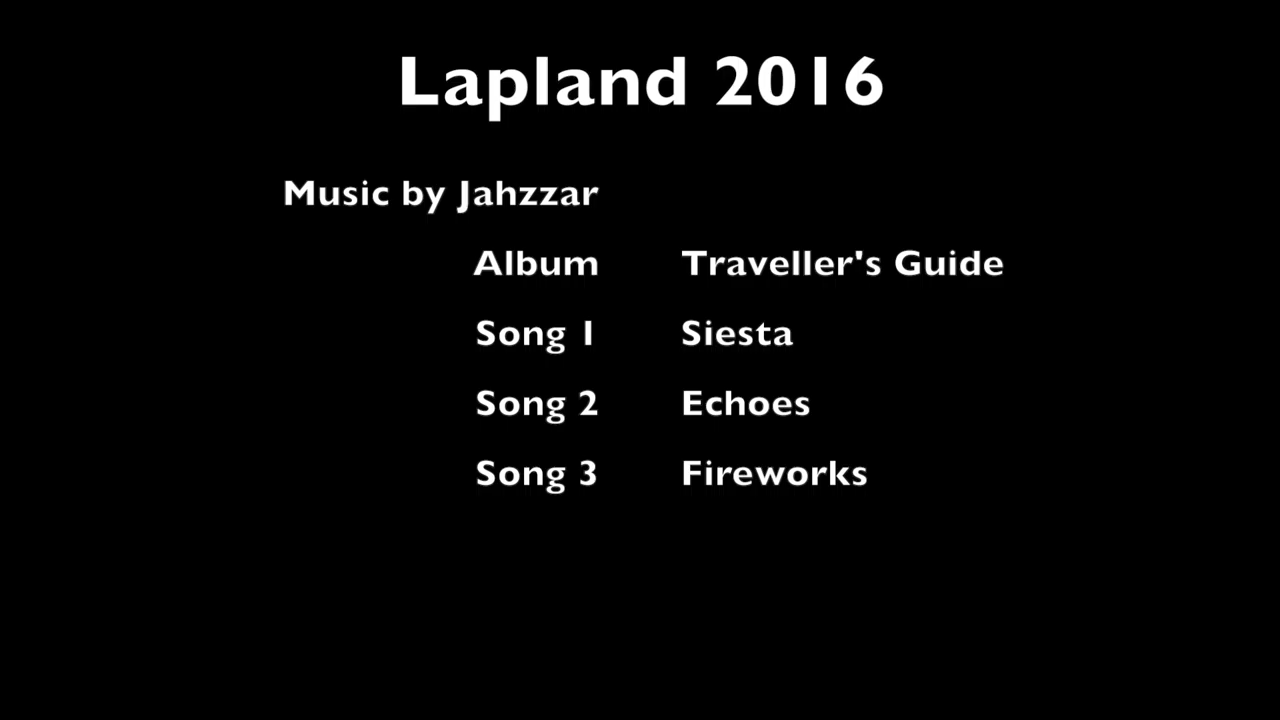 Lapland 2016
Music by Jahzzar
Album Traveller's Guide
Song 1 Siesta
Song 2 Echoes
Song 3 Fireworks